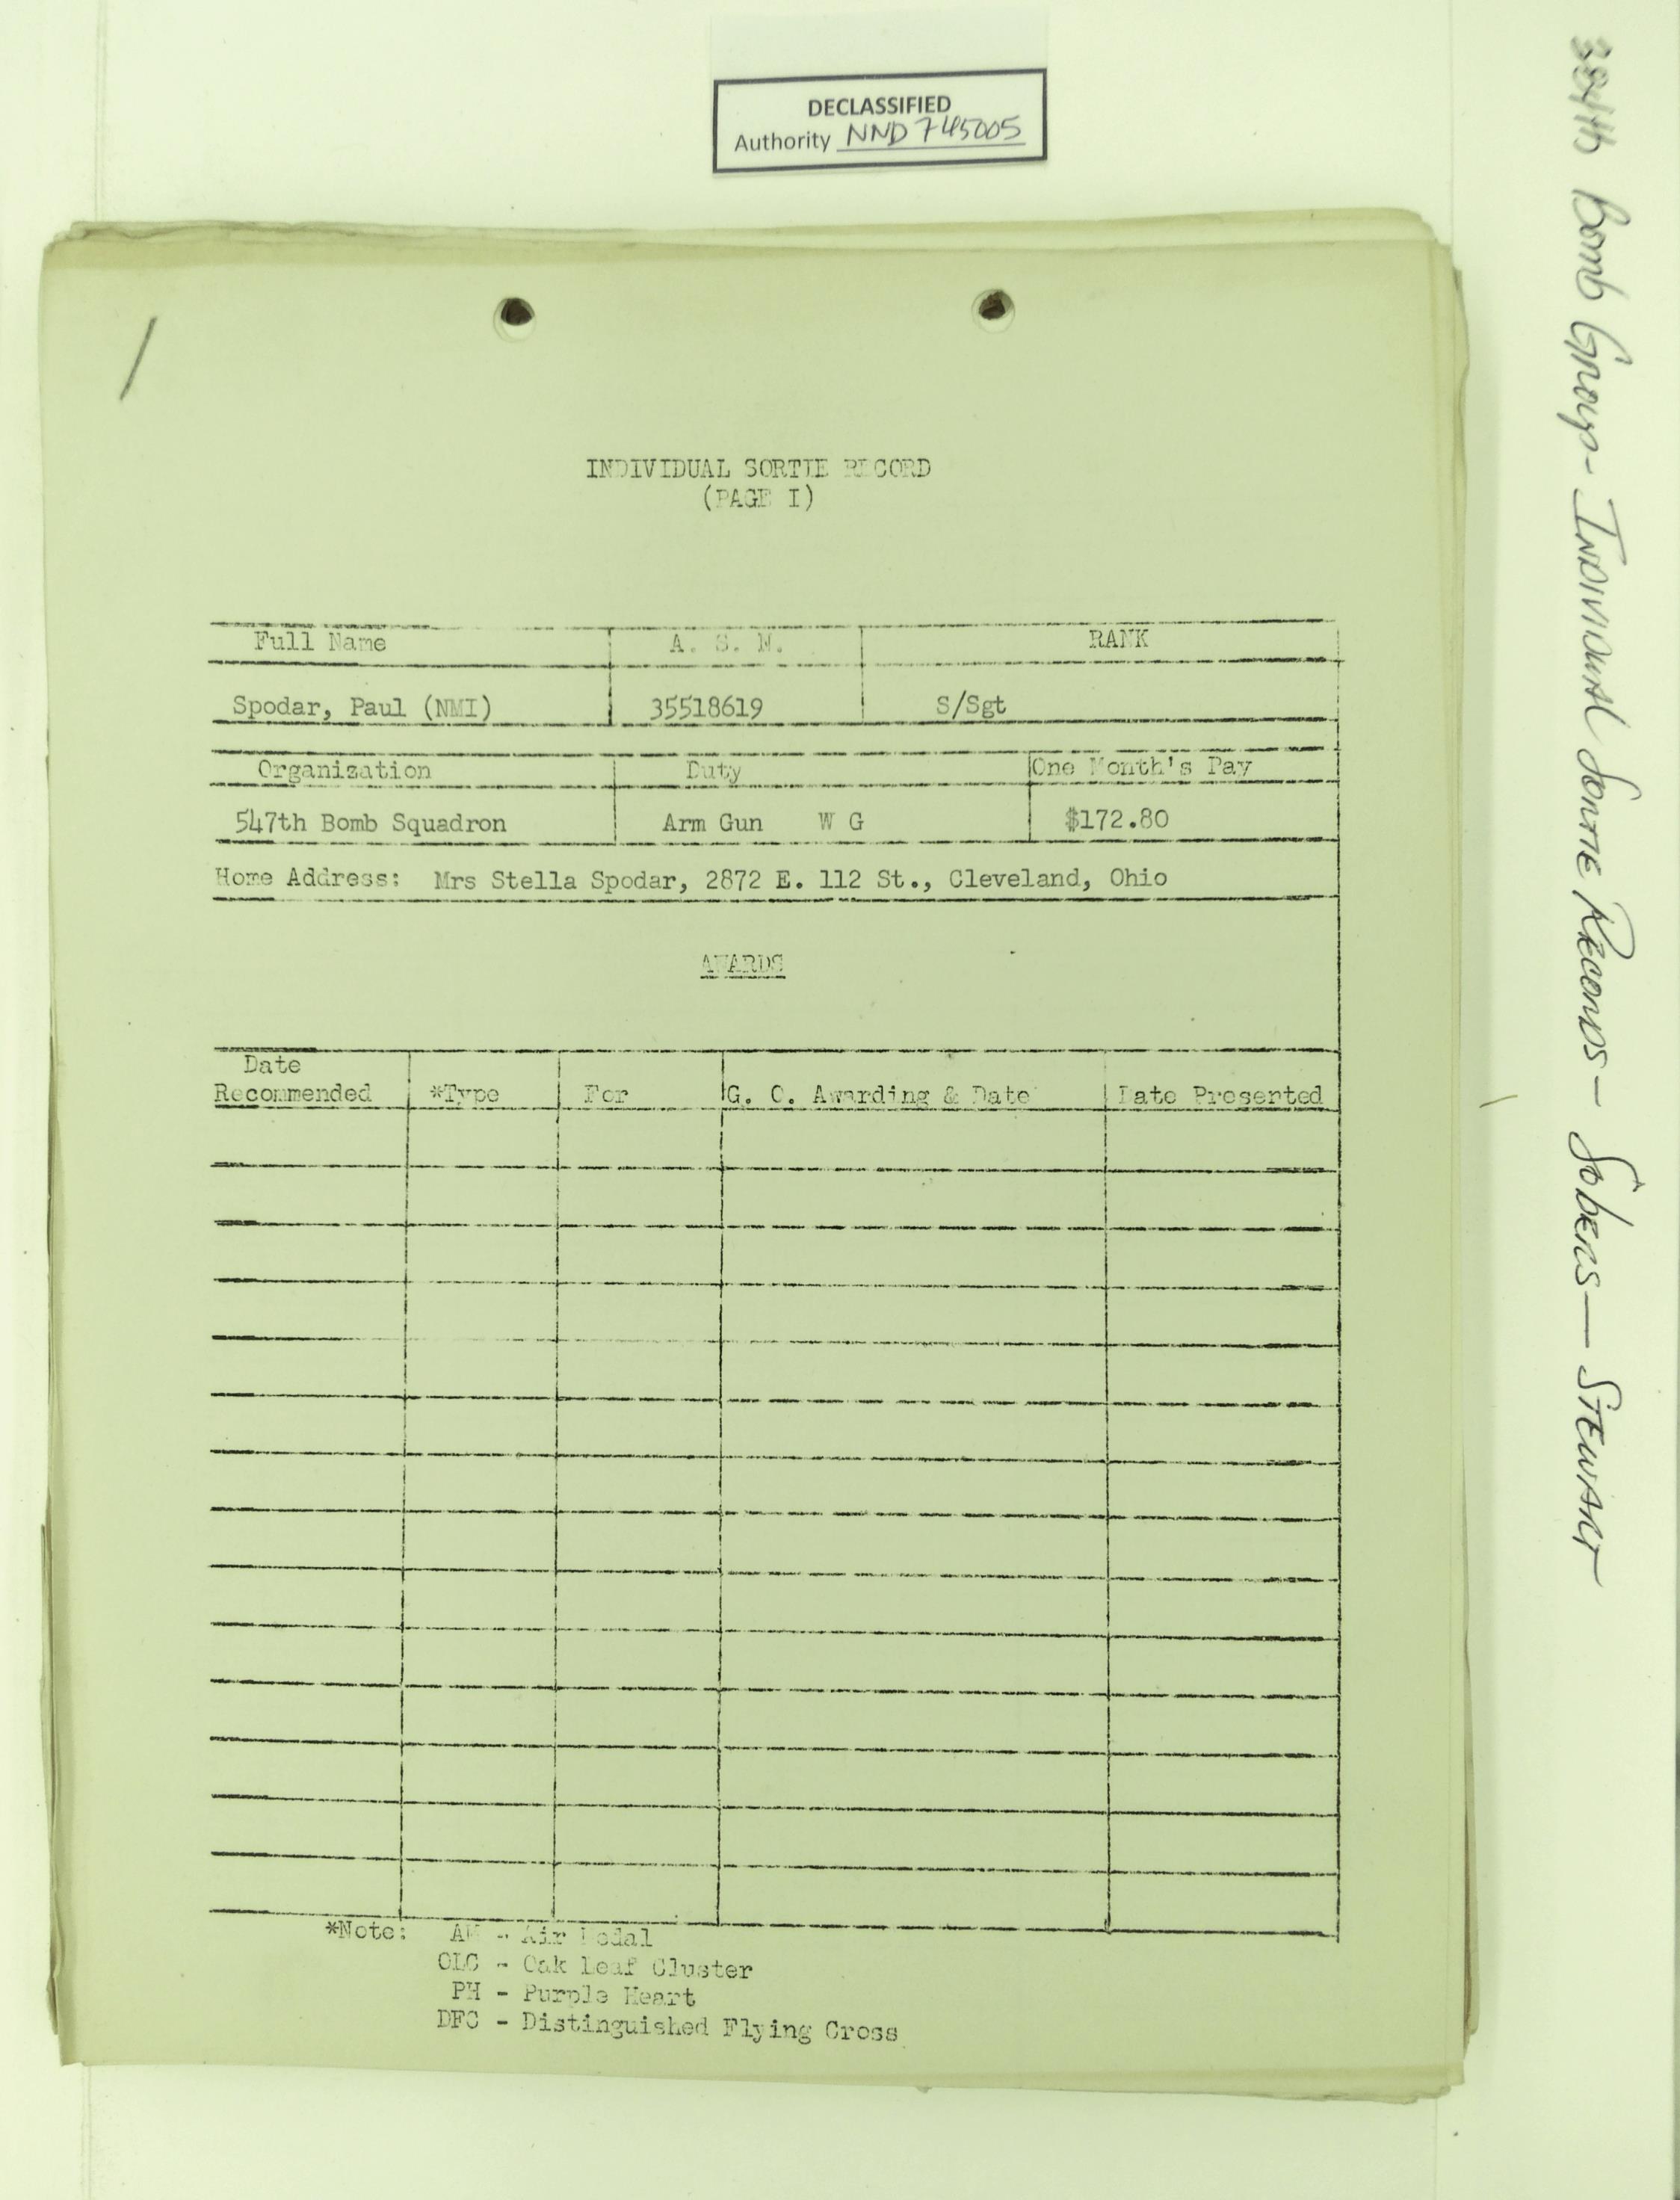 DECLASSIFIED
Authority NND 745005
384th Bomb Group - Individual Sortie Records - Sobers - Stewart
/
INDIVIDUAL SORTIE RECORD
(PAGE I)
Full Name A. S. N. RANK
Spodar, Paul (NMI) 35518619 S/Sgt
Organization Duty One Month's Pay
547th Bomb Squadron Arm Gun W G $172.80
Home Address: Mrs Stella Spodar, 2872 E. 112 St., Cleveland, Ohio
AWARDS
Date
Recommended *Type For G. O. Awarding & Date Date Presented
*Note: AM - Air Medal
OLC - Oak Leaf Cluster
PH - Purple Heart
DFC - Distinguished Flying Cross